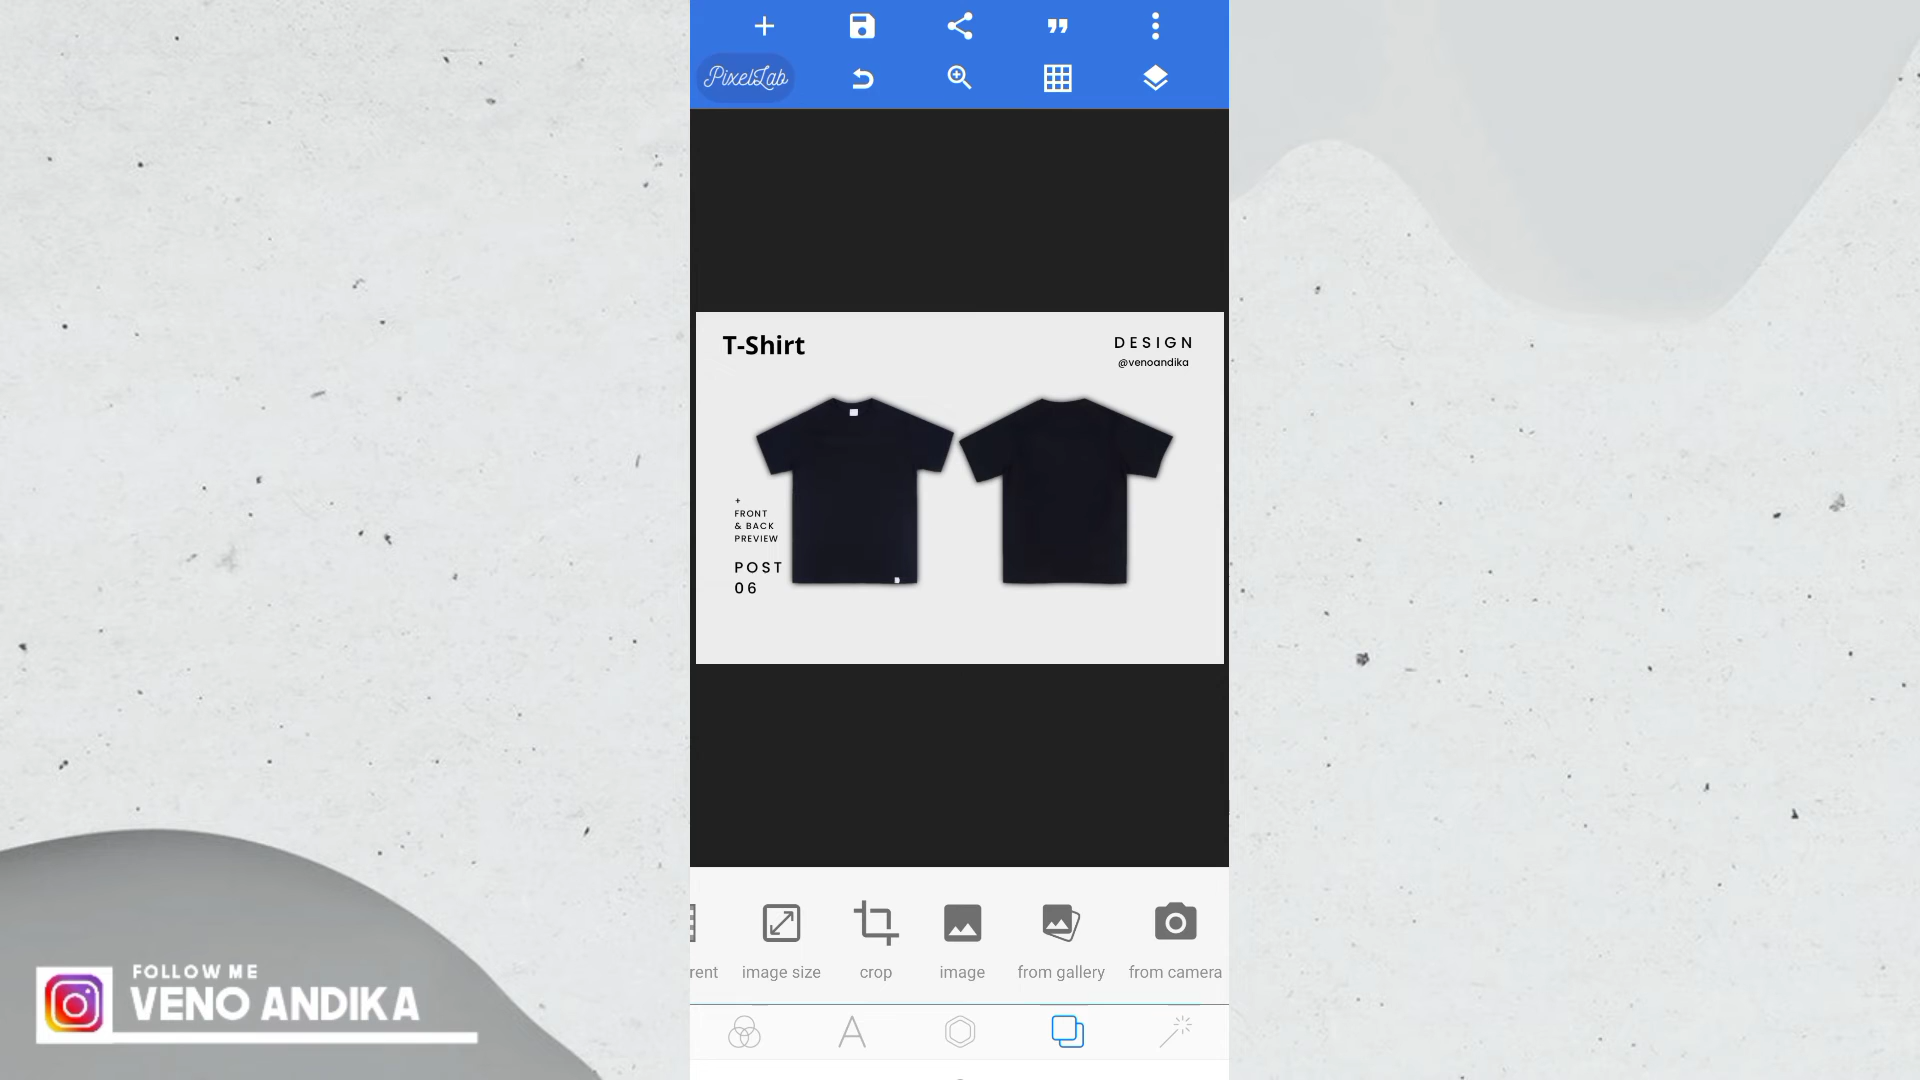 PixelLab
T-Shirt
DESIGN
@venoandika
+
FRONT
& BACK
PREVIEW
POST
06
rent
image size
crop
image
from gallery
from camera
FOLLOW ME
VENO ANDIKA